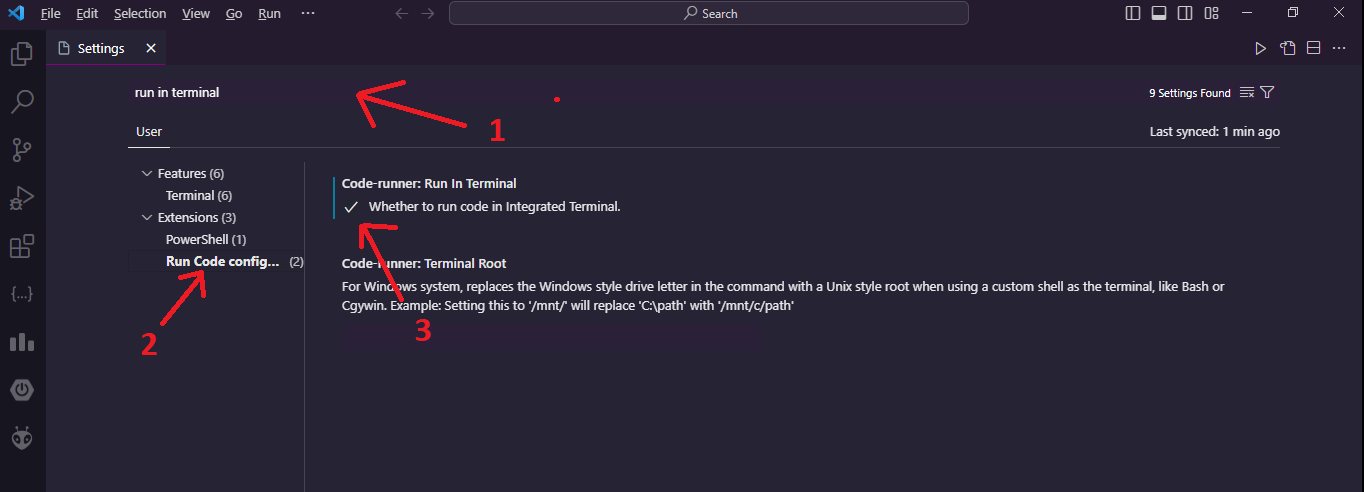 File Edit Selection View Go Run ··· Search
Settings
run in terminal
9 Settings Found
1
User
Last synced: 1 min ago
Features (6)
Terminal (6)
Extensions (3)
PowerShell (1)
Run Code config... (2)
2
Code-runner: Run In Terminal
Whether to run code in Integrated Terminal.
Code-runner: Terminal Root
For Windows system, replaces the Windows style drive letter in the command with a Unix style root when using a custom shell as the terminal, like Bash or
Cgywin. Example: Setting this to '/mnt/' will replace 'C:\path' with '/mnt/c/path'
3